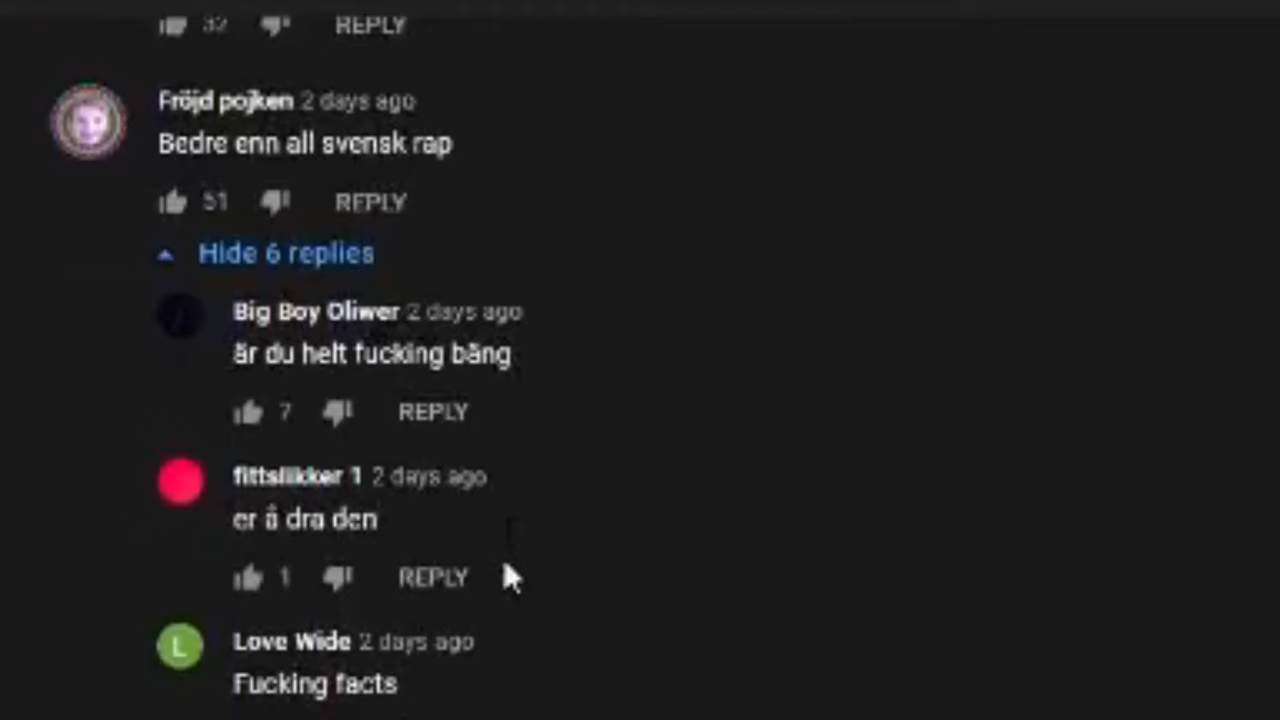 32 REPLY
Fröjd pojken 2 days ago
Bedre enn all svensk rap
51 REPLY
Hide 6 replies
Big Boy Oliwer 2 days ago
är du helt fucking bäng
7 REPLY
fittslikker 1 2 days ago
er å dra den
1 REPLY
L
Love Wide 2 days ago
Fucking facts